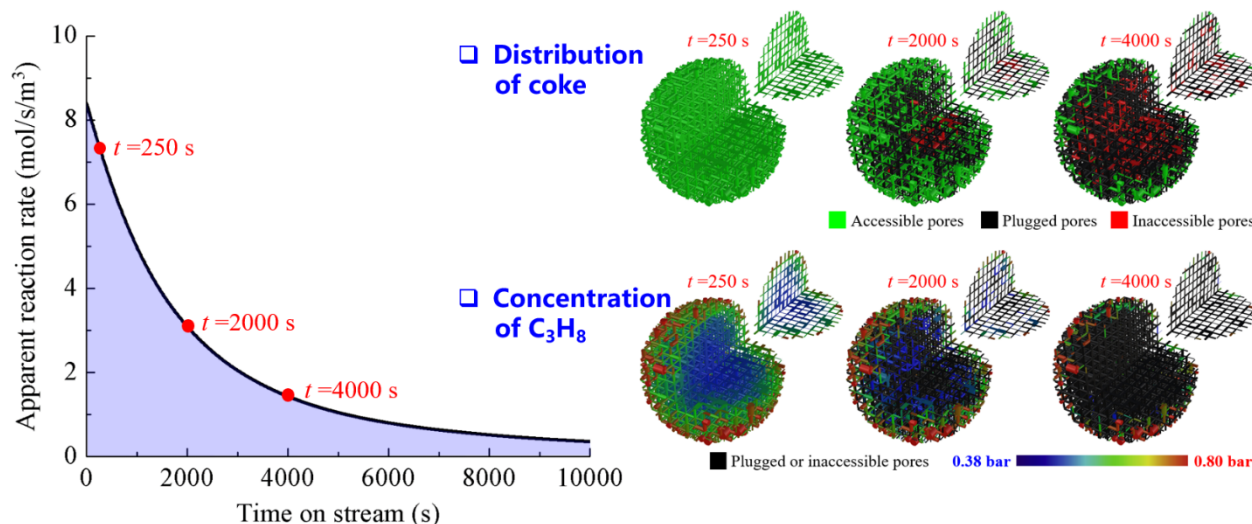 Apparent reaction rate (mol/s/m³)
10
8
6
4
2
0
t =250 s
t =2000 s
t =4000 s
0
2000
4000
6000
8000
10000
Time on stream (s)
❑ Distribution
of coke
t =250 s
t =2000 s
t =4000 s
Accessible pores
Plugged pores
Inaccessible pores
❑ Concentration
of C₃H₈
t =250 s
t =2000 s
t =4000 s
Plugged or inaccessible pores
0.38 bar
0.80 bar